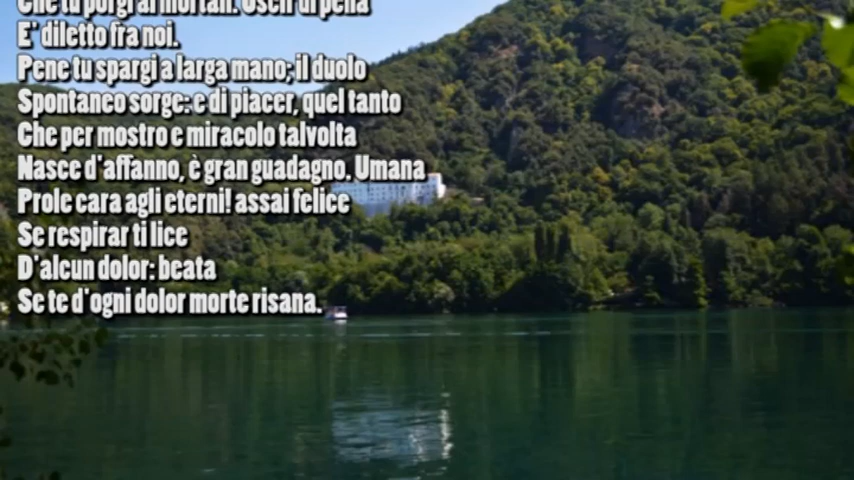 Che tu porgi ai mortali. Uscir di pena
E' diletto fra noi.
Pene tu spargi a larga mano; il duolo
Spontaneo sorge: e di piacer, quel tanto
Che per mostro e miracolo talvolta
Nasce d'affanno, è gran guadagno. Umana
Prole cara agli eterni! assai felice
Se respirar ti lice
D'alcun dolor: beata
Se te d'ogni dolor morte risana.